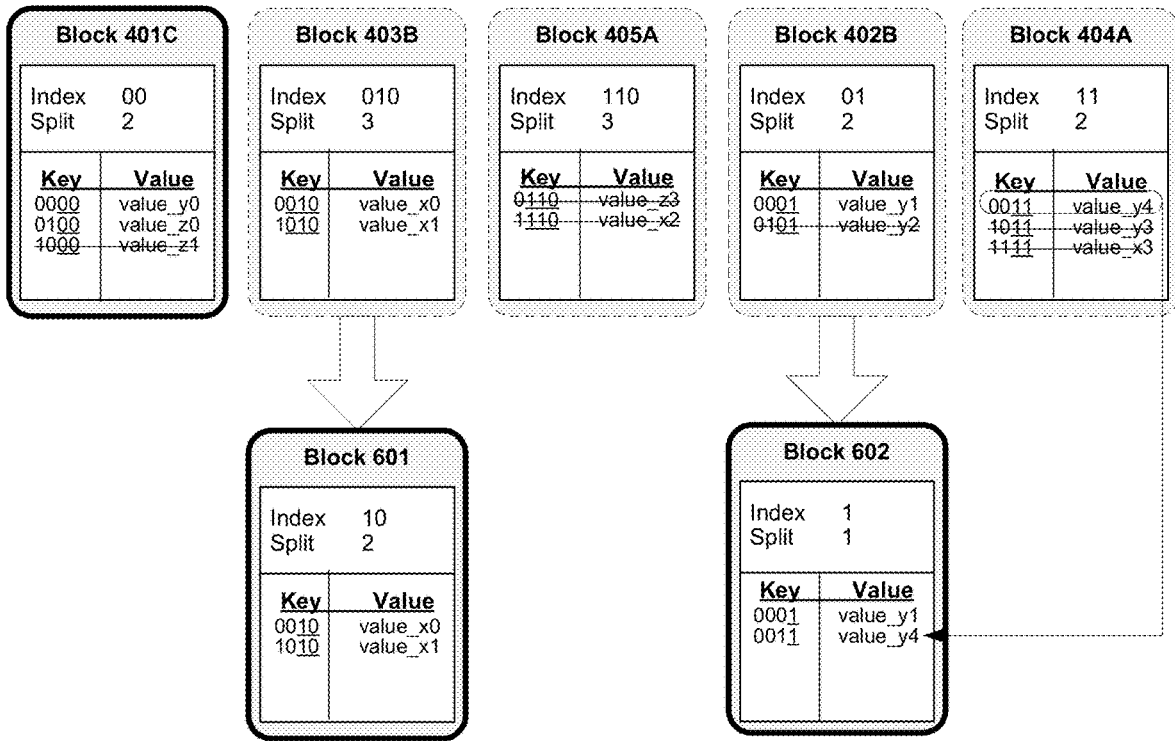 Block 401C
Index 00
Split 2
Key Value
0000 value_y0
0100 value_z0
1000 value_z1
Block 403B
Index 010
Split 3
Key Value
0010 value_x0
1010 value_x1
Block 405A
Index 110
Split 3
Key Value
0110 value_z3
1110 value_x2
Block 402B
Index 01
Split 2
Key Value
0001 value_y1
0101 value_y2
Block 404A
Index 11
Split 2
Key Value
0011 value_y4
1011 value_y3
1111 value_x3
Block 601
Index 10
Split 2
Key Value
0010 value_x0
1010 value_x1
Block 602
Index 1
Split 1
Key Value
0001 value_y1
0011 value_y4